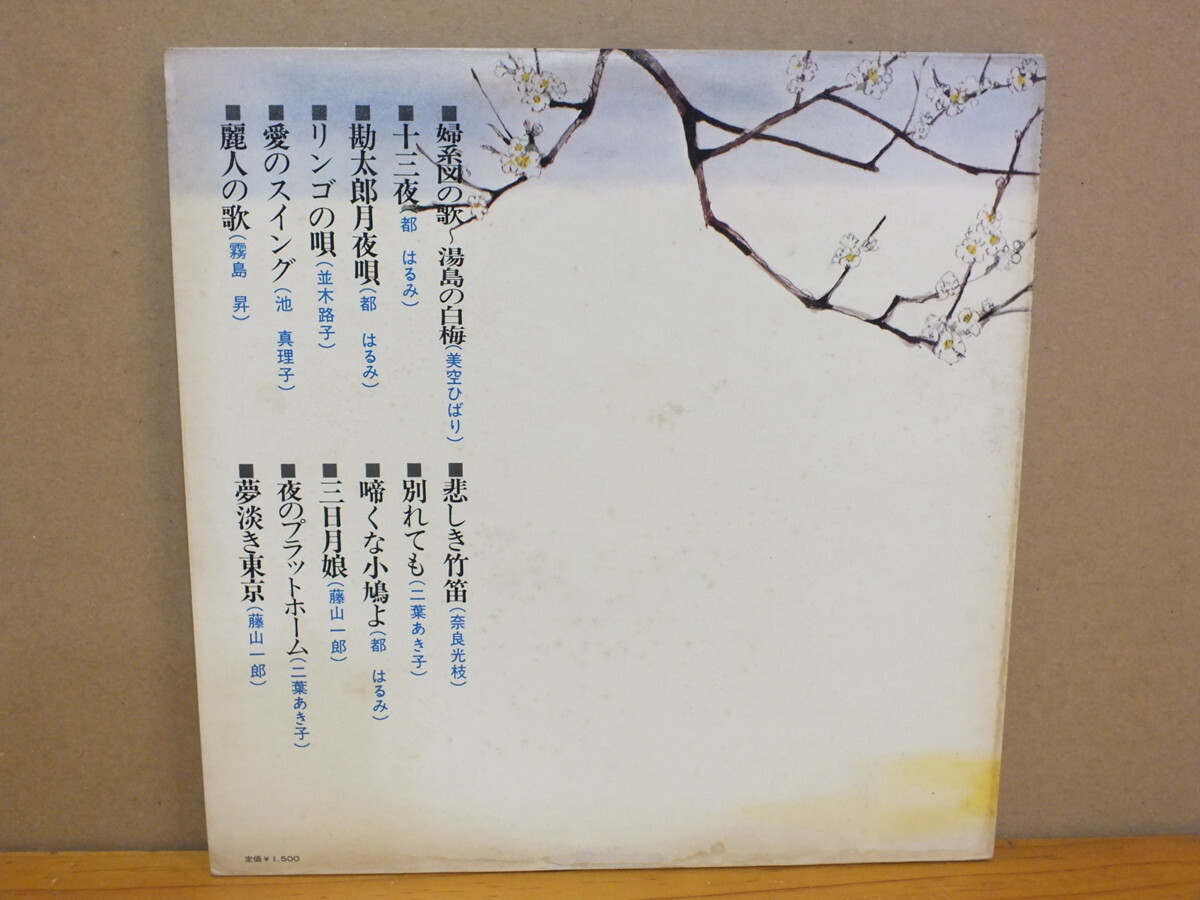 ■婦系図の歌〜湯島の白梅(美空ひばり)
■十三夜(都 はるみ)
■勘太郎月夜唄(都 はるみ)
■リンゴの唄(並木路子)
■愛のスイング(池 真理子)
■麗人の歌(霧島 昇)
■悲しき竹笛(奈良光枝)
■別れても(二葉あき子)
■啼くな小鳩よ(都 はるみ)
■三日月娘(藤山一郎)
■夜のプラットホーム(二葉あき子)
■夢淡き東京(藤山一郎)
定価¥1,500